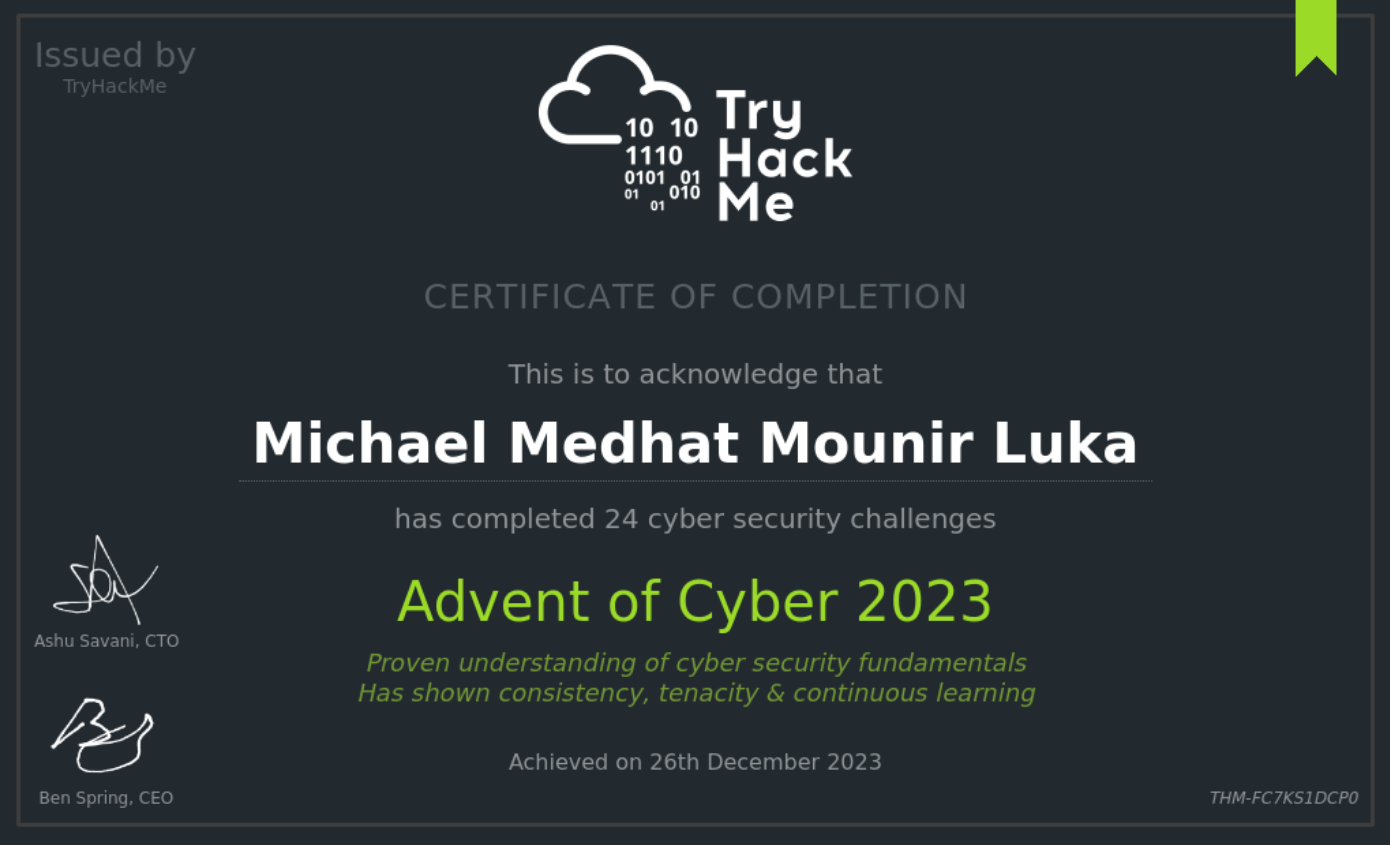 Issued by
TryHackMe
10 10
1110
0101 01
01 010
01
Try
Hack
Me
CERTIFICATE OF COMPLETION
This is to acknowledge that
Michael Medhat Mounir Luka
has completed 24 cyber security challenges
Advent of Cyber 2023
Proven understanding of cyber security fundamentals
Has shown consistency, tenacity & continuous learning
Achieved on 26th December 2023
Ashu Savani, CTO
Ben Spring, CEO
THM-FC7KS1DCP0